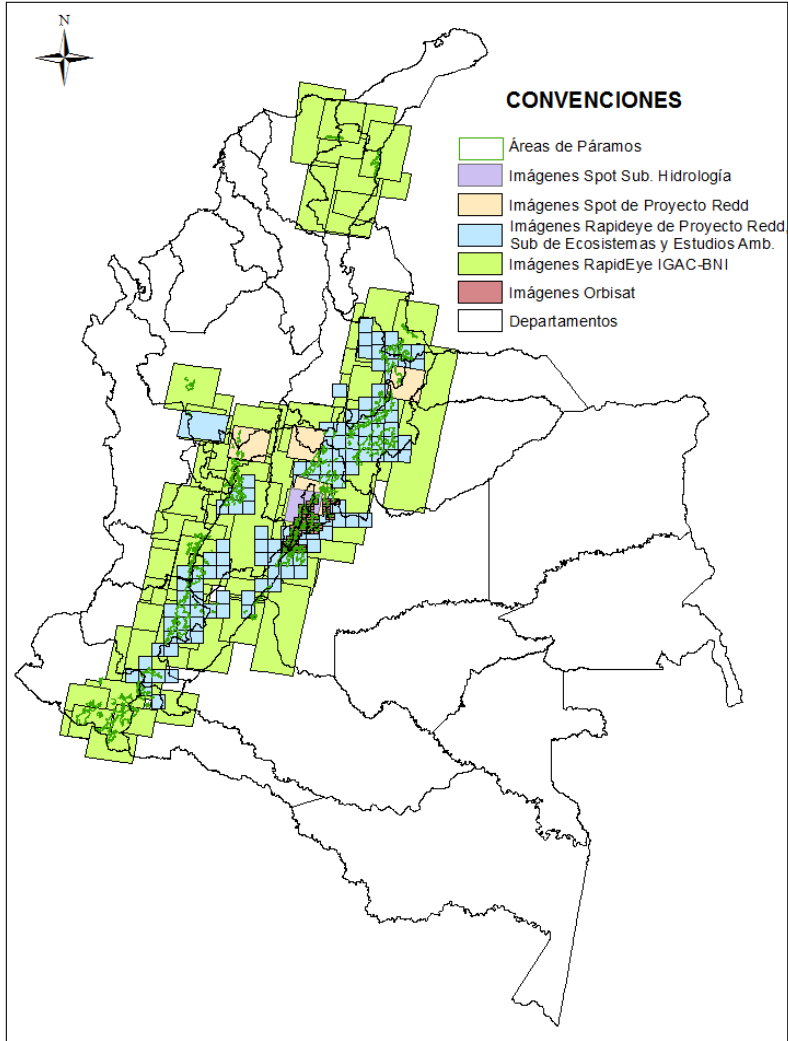 N
CONVENCIONES
Áreas de Páramos
Imágenes Spot Sub. Hidrología
Imágenes Spot de Proyecto Redd
Imágenes Rapideye de Proyecto Redd,
Sub de Ecosistemas y Estudios Amb.
Imágenes RapidEye IGAC-BNI
Imágenes Orbisat
Departamentos